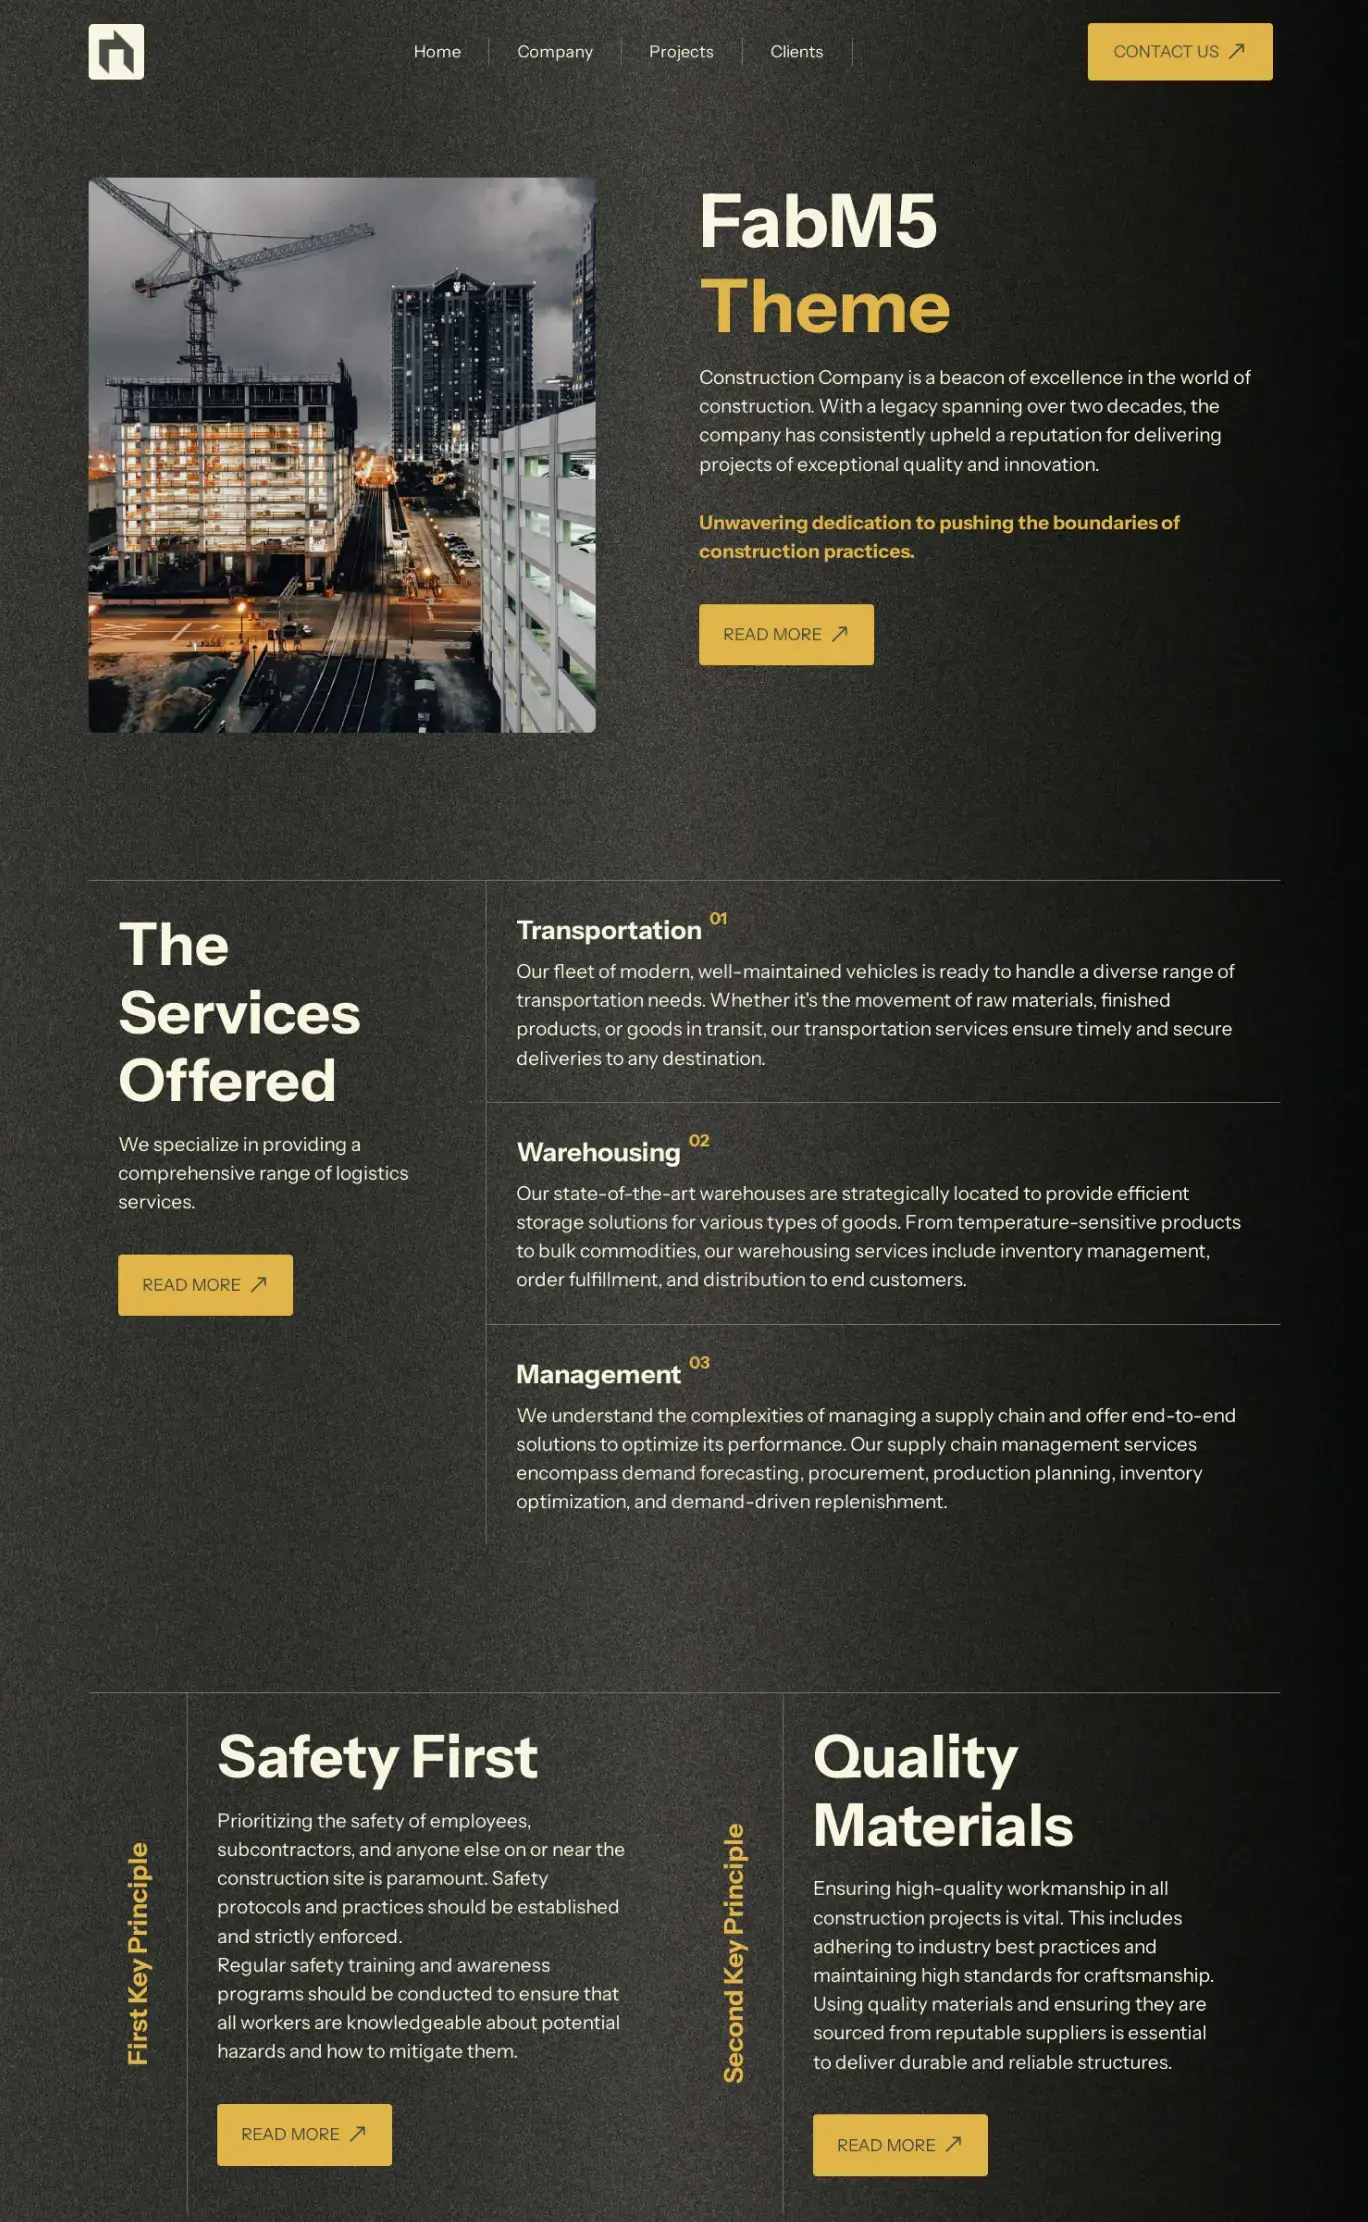 Home
Company
Projects
Clients
CONTACT US
FabM5
Theme
Construction Company is a beacon of excellence in the world of
construction. With a legacy spanning over two decades, the
company has consistently upheld a reputation for delivering
projects of exceptional quality and innovation.
Unwavering dedication to pushing the boundaries of
construction practices.
READ MORE
The
Services
Offered
We specialize in providing a
comprehensive range of logistics
services.
READ MORE
Transportation 01
Our fleet of modern, well-maintained vehicles is ready to handle a diverse range of
transportation needs. Whether it's the movement of raw materials, finished
products, or goods in transit, our transportation services ensure timely and secure
deliveries to any destination.
Warehousing 02
Our state-of-the-art warehouses are strategically located to provide efficient
storage solutions for various types of goods. From temperature-sensitive products
to bulk commodities, our warehousing services include inventory management,
order fulfillment, and distribution to end customers.
Management 03
We understand the complexities of managing a supply chain and offer end-to-end
solutions to optimize its performance. Our supply chain management services
encompass demand forecasting, procurement, production planning, inventory
optimization, and demand-driven replenishment.
First Key Principle
Safety First
Prioritizing the safety of employees,
subcontractors, and anyone else on or near the
construction site is paramount. Safety
protocols and practices should be established
and strictly enforced.
Regular safety training and awareness
programs should be conducted to ensure that
all workers are knowledgeable about potential
hazards and how to mitigate them.
READ MORE
Second Key Principle
Quality
Materials
Ensuring high-quality workmanship in all
construction projects is vital. This includes
adhering to industry best practices and
maintaining high standards for craftsmanship.
Using quality materials and ensuring they are
sourced from reputable suppliers is essential
to deliver durable and reliable structures.
READ MORE